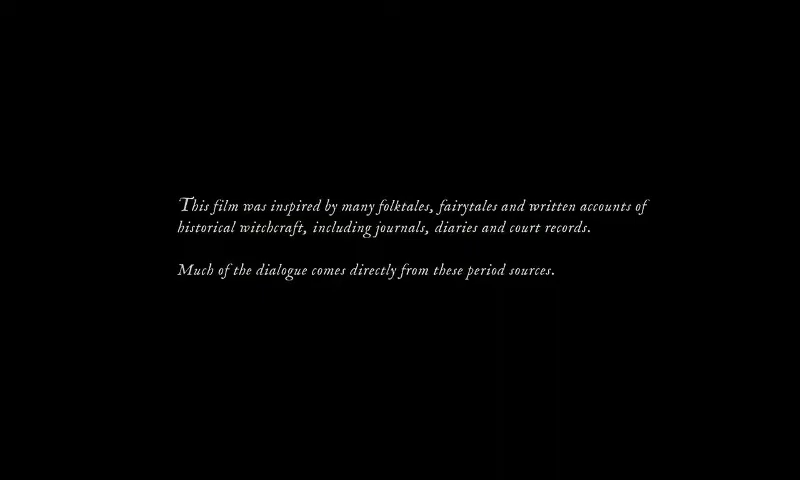 This film was inspired by many folktales, fairytales and written accounts of
historical witchcraft, including journals, diaries and court records.
Much of the dialogue comes directly from these period sources.